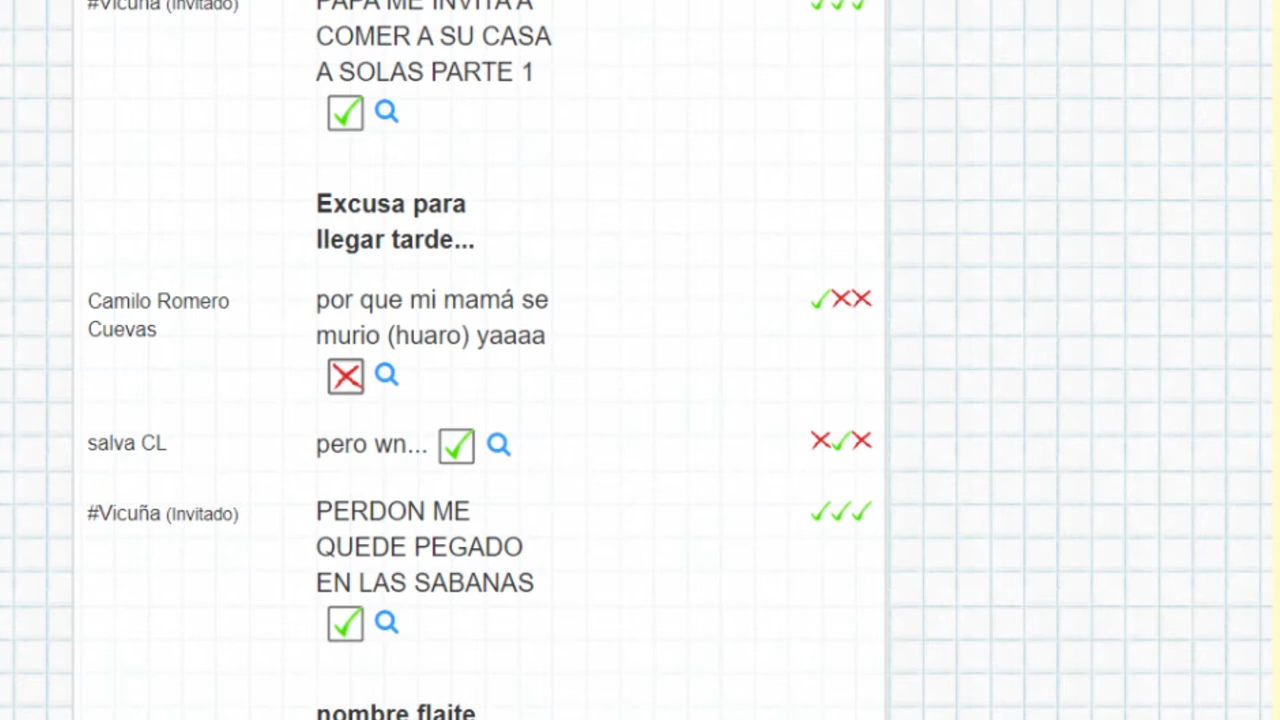 #Vicuña (Invitado)
PAPA ME INVITA A
COMER A SU CASA
A SOLAS PARTE 1
Excusa para
llegar tarde...
Camilo Romero
Cuevas
por que mi mamá se
murio (huaro) yaaaa
salva CL
pero wn...
#Vicuña (Invitado)
PERDON ME
QUEDE PEGADO
EN LAS SABANAS
nombre flaite